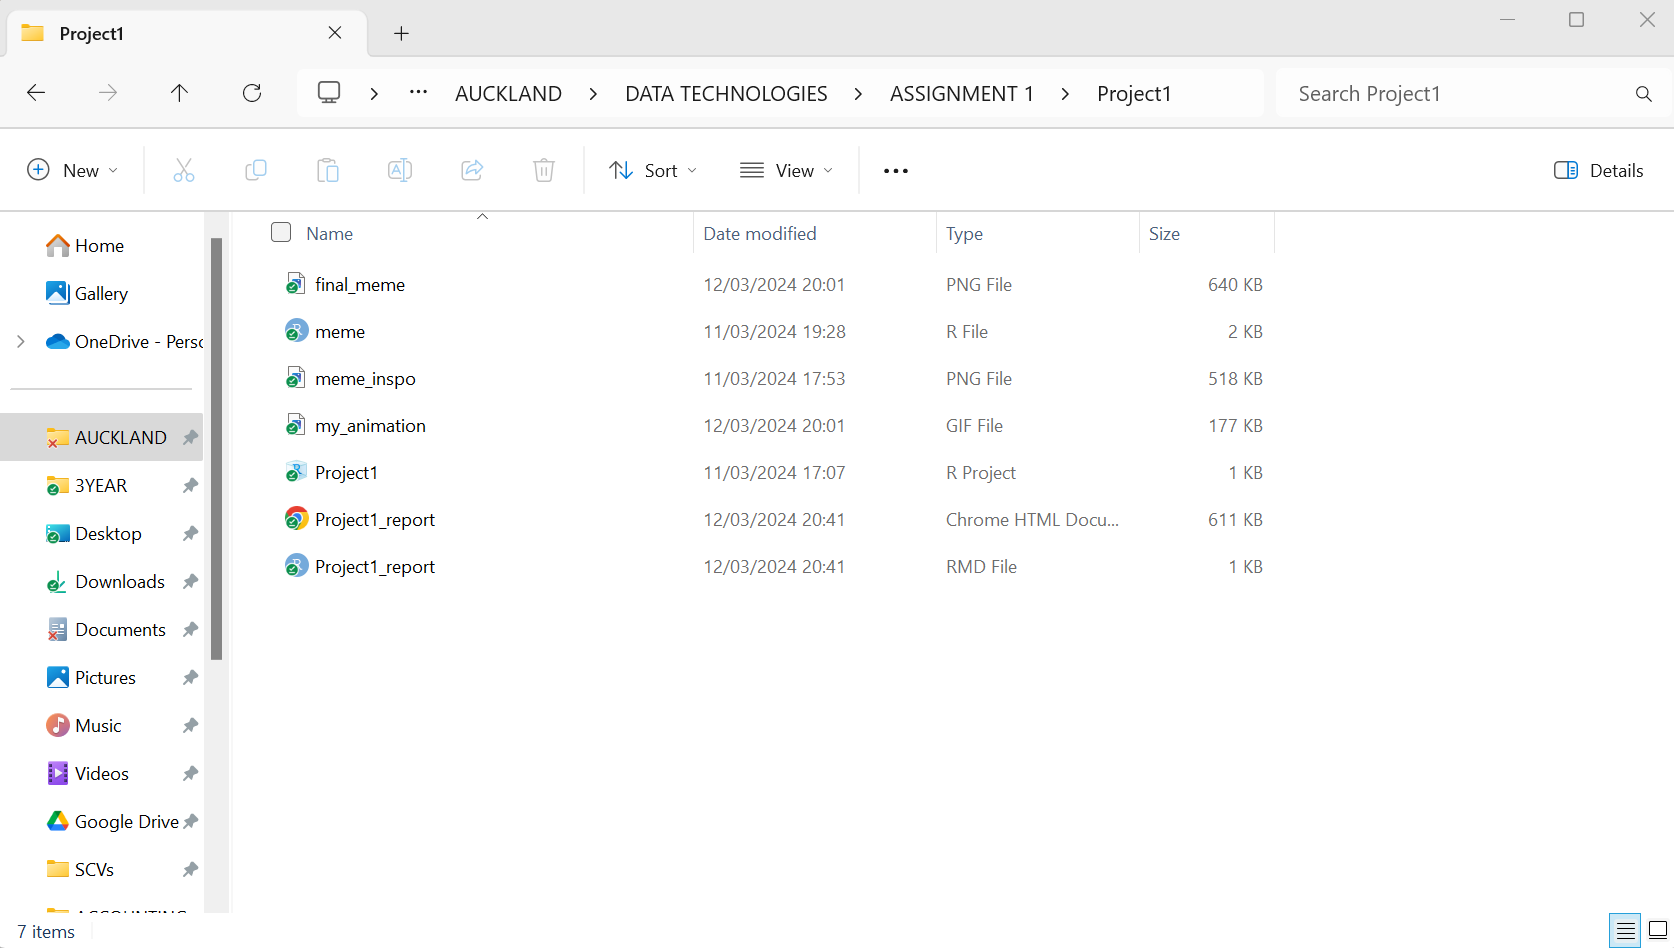 Project1
AUCKLAND DATA TECHNOLOGIES ASSIGNMENT 1 Project1
Search Project1
New Sort View Details
Home
Gallery
OneDrive - Perso
AUCKLAND
3YEAR
Desktop
Downloads
Documents
Pictures
Music
Videos
Google Drive
SCVs
Name Date modified Type Size
final_meme 12/03/2024 20:01 PNG File 640 KB
meme 11/03/2024 19:28 R File 2 KB
meme_inspo 11/03/2024 17:53 PNG File 518 KB
my_animation 12/03/2024 20:01 GIF File 177 KB
Project1 11/03/2024 17:07 R Project 1 KB
Project1_report 12/03/2024 20:41 Chrome HTML Docu... 611 KB
Project1_report 12/03/2024 20:41 RMD File 1 KB
7 items